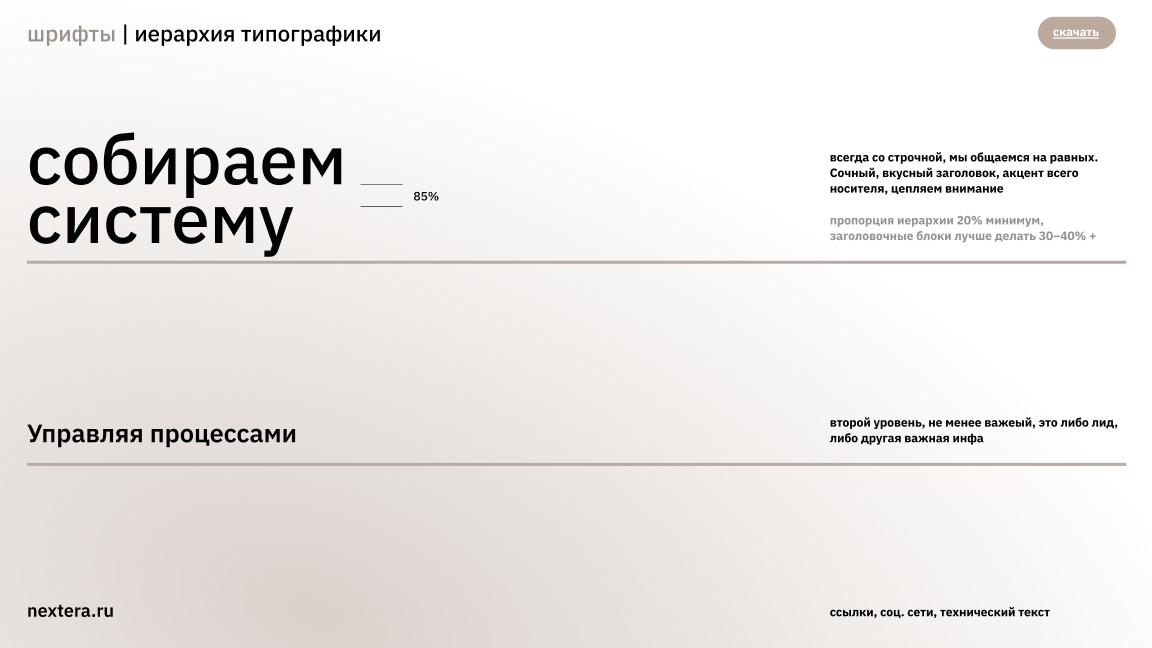 шрифты | иерархия типографики
скачать
собираем
систему
85%
всегда со строчной, мы общаемся на равных.
Сочный, вкусный заголовок, акцент всего
носителя, цепляем внимание
пропорция иерархии 20% минимум,
заголовочные блоки лучше делать 30–40% +
Управляя процессами
второй уровень, не менее важеый, это либо лид,
либо другая важная инфа
nextera.ru
ссылки, соц. сети, технический текст